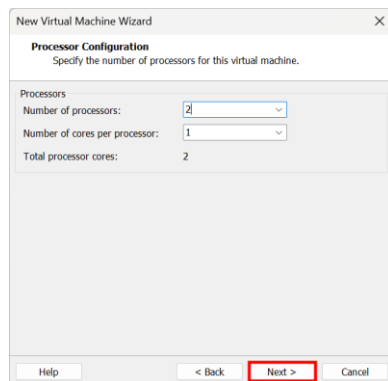 New Virtual Machine Wizard
Processor Configuration
Specify the number of processors for this virtual machine.
Processors
Number of processors: 2
Number of cores per processor: 1
Total processor cores: 2
Help < Back Next > Cancel